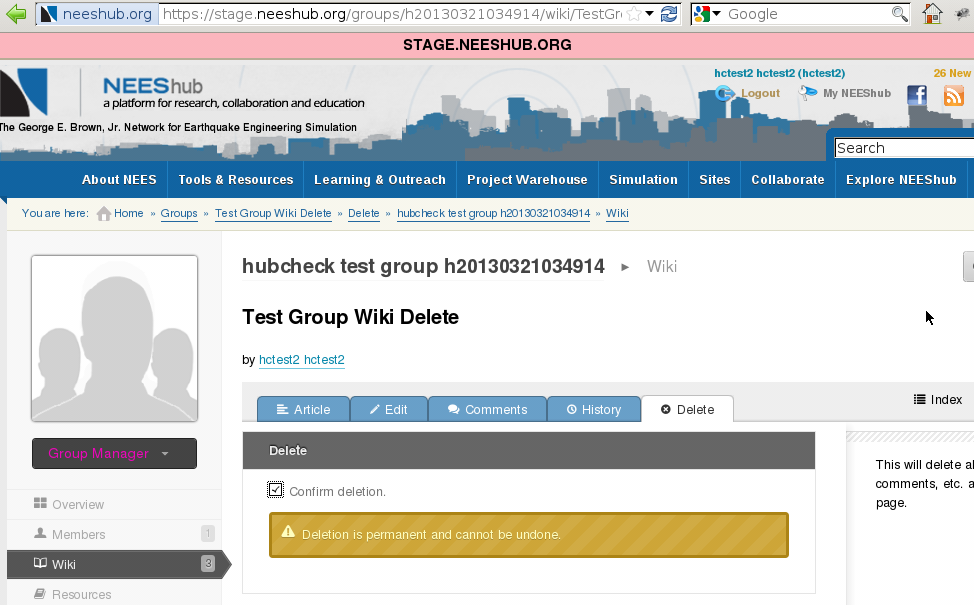 neeshub.org https://stage.neeshub.org/groups/h20130321034914/wiki/TestGr Google
STAGE.NEESHUB.ORG
NEEShub
a platform for research, collaboration and education
The George E. Brown, Jr. Network for Earthquake Engineering Simulation
hctest2 hctest2 (hctest2) 26 New
Logout My NEEShub
Search
About NEES Tools & Resources Learning & Outreach Project Warehouse Simulation Sites Collaborate Explore NEEShub
You are here: Home » Groups » Test Group Wiki Delete » Delete » hubcheck test group h20130321034914 » Wiki
hubcheck test group h20130321034914 ▸ Wiki
Test Group Wiki Delete
by hctest2 hctest2
Article Edit Comments History Delete
Index
Group Manager
Overview
Members 1
Wiki 3
Resources
Delete
Confirm deletion.
Deletion is permanent and cannot be undone.
This will delete al
comments, etc. a
page.